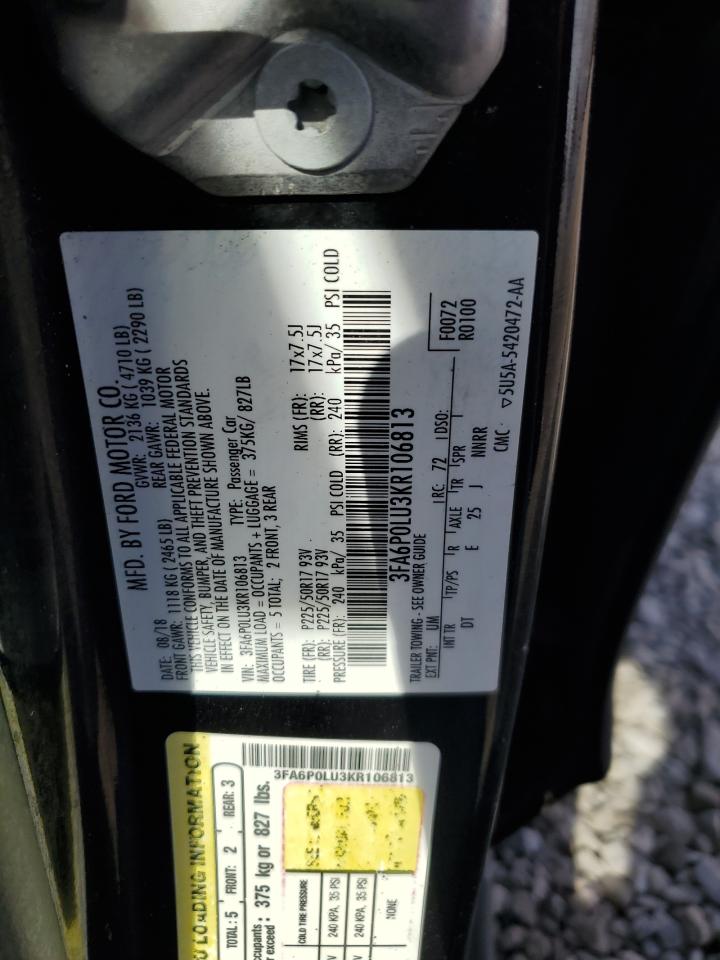 MFD. BY FORD MOTOR CO.
DATE: 08/18 GVWR: 2136 KG ( 4710 LB)
FRONT GAWR: 1118 KG ( 2465 LB) REAR GAWR: 1039 KG ( 2290 LB)
THIS VEHICLE CONFORMS TO ALL APPLICABLE FEDERAL MOTOR
VEHICLE SAFETY, BUMPER, AND THEFT PREVENTION STANDARDS
IN EFFECT ON THE DATE OF MANUFACTURE SHOWN ABOVE.
VIN: 3FA6P0LU3KR106813 TYPE: Passenger Car
MAXIMUM LOAD = OCCUPANTS + LUGGAGE = 375KG/ 827LB
OCCUPANTS = 5 TOTAL; 2 FRONT, 3 REAR
TIRE (FR): P225/50R17 93V RIMS (FR): 17x7.5J
(RR): P225/50R17 93V (RR): 17x7.5J
PRESSURE (FR): 240 kPa/ 35 PSI COLD (RR): 240 kPa/ 35 PSI COLD
3FA6P0LU3KR106813
TRAILER TOWING - SEE OWNER GUIDE F0072
EXT PNT: UM RC: 72 DSO: R0100
INT TR TP/PS R AXLE TR SPR
DT E 25 J NNRR
CMC ▽5U5A-5420472-AA
LOADING INFORMATION
TOTAL : 5 FRONT: 2 REAR: 3
375 kg or 827 lbs.
3FA6P0LU3KR106813
COLD TIRE PRESSURE
240 KPA, 35 PSI
240 KPA, 35 PSI
NONE